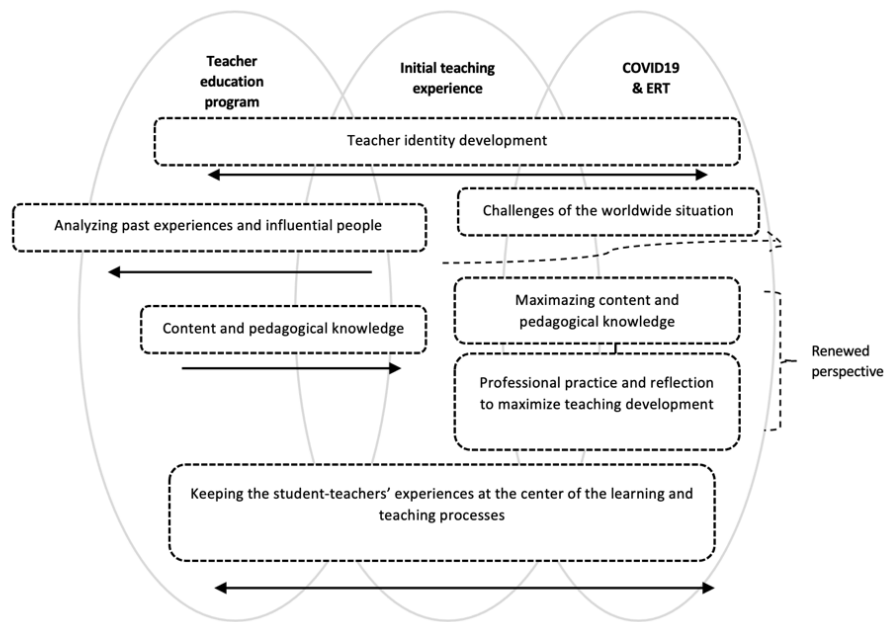 Teacher
education
program
Initial teaching
experience
COVID19
& ERT
Teacher identity development
Challenges of the worldwide situation
Analyzing past experiences and influential people
Maximazing content and
pedagogical knowledge
Content and pedagogical knowledge
Renewed
perspective
Professional practice and reflection
to maximize teaching development
Keeping the student-teachers’ experiences at the center of the learning and
teaching processes